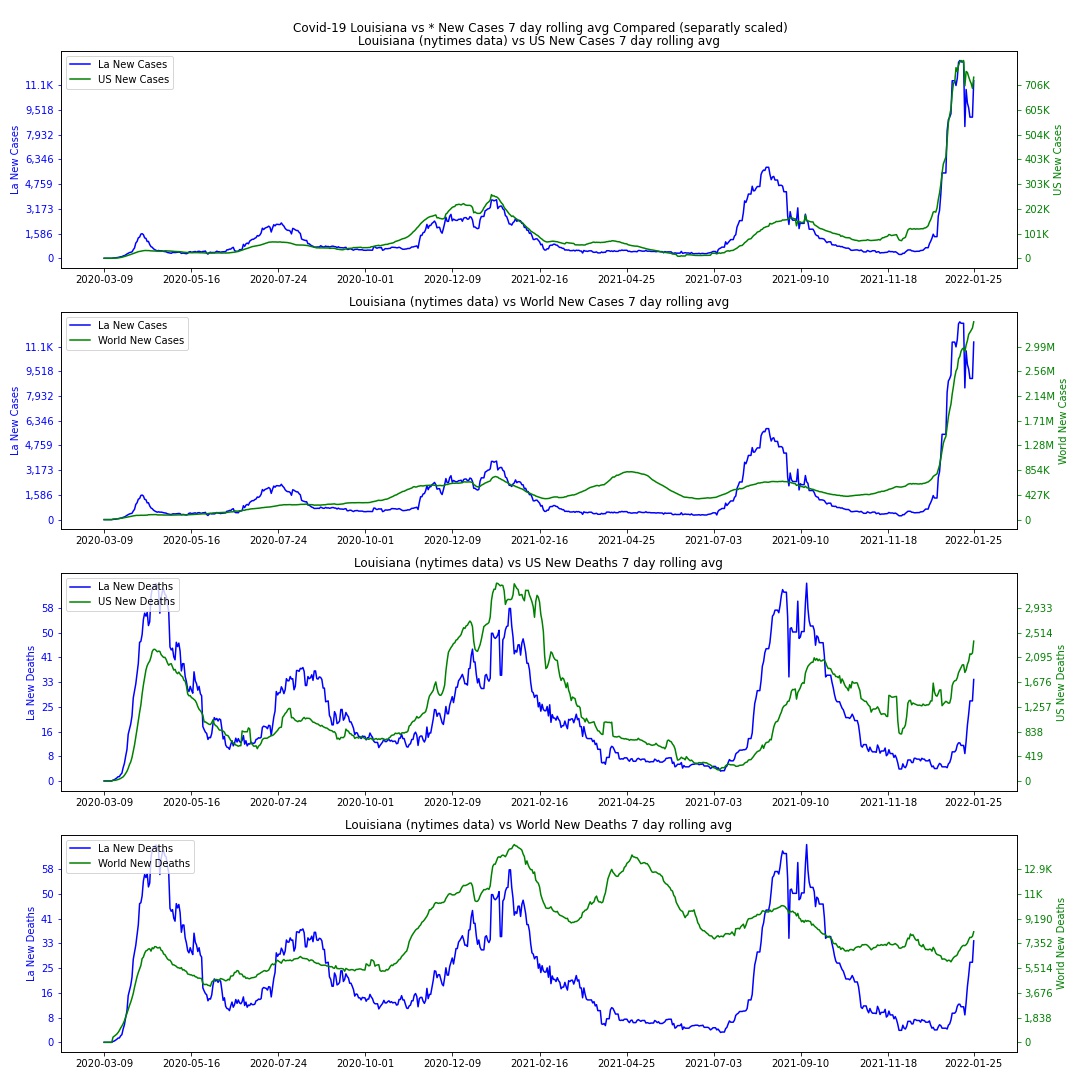 Covid-19 Louisiana vs * New Cases 7 day rolling avg Compared (separatly scaled)
Louisiana (nytimes data) vs US New Cases 7 day rolling avg
La New Cases
US New Cases
11.1K
9,518
7,932
6,346
4,759
3,173
1,586
0
La New Cases
706K
605K
504K
403K
303K
202K
101K
0
US New Cases
2020-03-09 2020-05-16 2020-07-24 2020-10-01 2020-12-09 2021-02-16 2021-04-25 2021-07-03 2021-09-10 2021-11-18 2022-01-25
Louisiana (nytimes data) vs World New Cases 7 day rolling avg
La New Cases
World New Cases
11.1K
9,518
7,932
6,346
4,759
3,173
1,586
0
La New Cases
2.99M
2.56M
2.14M
1.71M
1.28M
854K
427K
0
World New Cases
2020-03-09 2020-05-16 2020-07-24 2020-10-01 2020-12-09 2021-02-16 2021-04-25 2021-07-03 2021-09-10 2021-11-18 2022-01-25
Louisiana (nytimes data) vs US New Deaths 7 day rolling avg
La New Deaths
US New Deaths
58
50
41
33
25
16
8
0
La New Deaths
2,933
2,514
2,095
1,676
1,257
838
419
0
US New Deaths
2020-03-09 2020-05-16 2020-07-24 2020-10-01 2020-12-09 2021-02-16 2021-04-25 2021-07-03 2021-09-10 2021-11-18 2022-01-25
Louisiana (nytimes data) vs World New Deaths 7 day rolling avg
La New Deaths
World New Deaths
58
50
41
33
25
16
8
0
La New Deaths
12.9K
11K
9,190
7,352
5,514
3,676
1,838
0
World New Deaths
2020-03-09 2020-05-16 2020-07-24 2020-10-01 2020-12-09 2021-02-16 2021-04-25 2021-07-03 2021-09-10 2021-11-18 2022-01-25